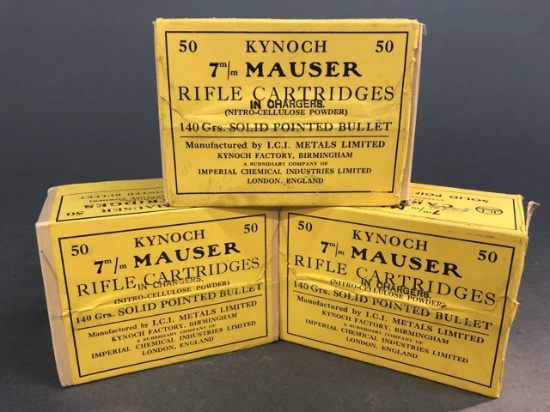 50 KYNOCH 50
7 m/m MAUSER
RIFLE CARTRIDGES
IN CHARGERS.
(NITRO-CELLULOSE POWDER)
140 Grs. SOLID POINTED BULLET
Manufactured by I.C.I. METALS LIMITED
KYNOCH FACTORY, BIRMINGHAM
A SUBSIDIARY COMPANY OF
IMPERIAL CHEMICAL INDUSTRIES LIMITED
LONDON, ENGLAND
50 KYNOCH 50
7 m/m MAUSER
RIFLE CARTRIDGES
IN CHARGERS.
(NITRO-CELLULOSE POWDER)
140 Grs. SOLID POINTED BULLET
Manufactured by I.C.I. METALS LIMITED
KYNOCH FACTORY, BIRMINGHAM
A SUBSIDIARY COMPANY OF
IMPERIAL CHEMICAL INDUSTRIES LIMITED
LONDON, ENGLAND
50 KYNOCH 50
7 m/m MAUSER
RIFLE CARTRIDGES
IN CHARGERS.
(NITRO-CELLULOSE POWDER)
140 Grs. SOLID POINTED BULLET
Manufactured by I.C.I. METALS LIMITED
KYNOCH FACTORY, BIRMINGHAM
A SUBSIDIARY COMPANY OF
IMPERIAL CHEMICAL INDUSTRIES LIMITED
LONDON, ENGLAND